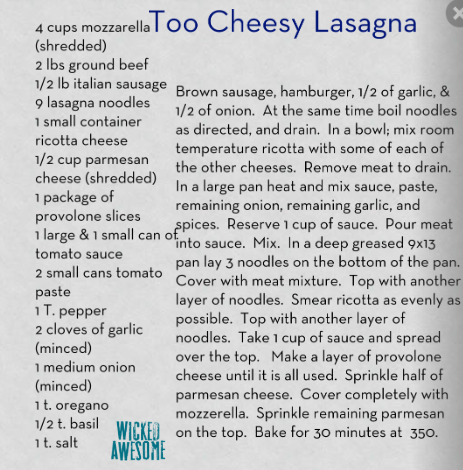 Too Cheesy Lasagna
4 cups mozzarella
(shredded)
2 lbs ground beef
1/2 lb italian sausage
9 lasagna noodles
1 small container
ricotta cheese
1/2 cup parmesan
cheese (shredded)
1 package of
provolone slices
1 large & 1 small can of
tomato sauce
2 small cans tomato
paste
1 T. pepper
2 cloves of garlic
(minced)
1 medium onion
(minced)
1 t. oregano
1/2 t. basil
1 t. salt
Brown sausage, hamburger, 1/2 of garlic, &
1/2 of onion. At the same time boil noodles
as directed, and drain. In a bowl; mix room
temperature ricotta with some of each of
the other cheeses. Remove meat to drain.
In a large pan heat and mix sauce, paste,
remaining onion, remaining garlic, and
spices. Reserve 1 cup of sauce. Pour meat
into sauce. Mix. In a deep greased 9x13
pan lay 3 noodles on the bottom of the pan.
Cover with meat mixture. Top with another
layer of noodles. Smear ricotta as evenly as
possible. Top with another layer of
noodles. Take 1 cup of sauce and spread
over the top. Make a layer of provolone
cheese until it is all used. Sprinkle half of
parmesan cheese. Cover completely with
mozzerella. Sprinkle remaining parmesan
on the top. Bake for 30 minutes at 350.
WICKED
AWESOME